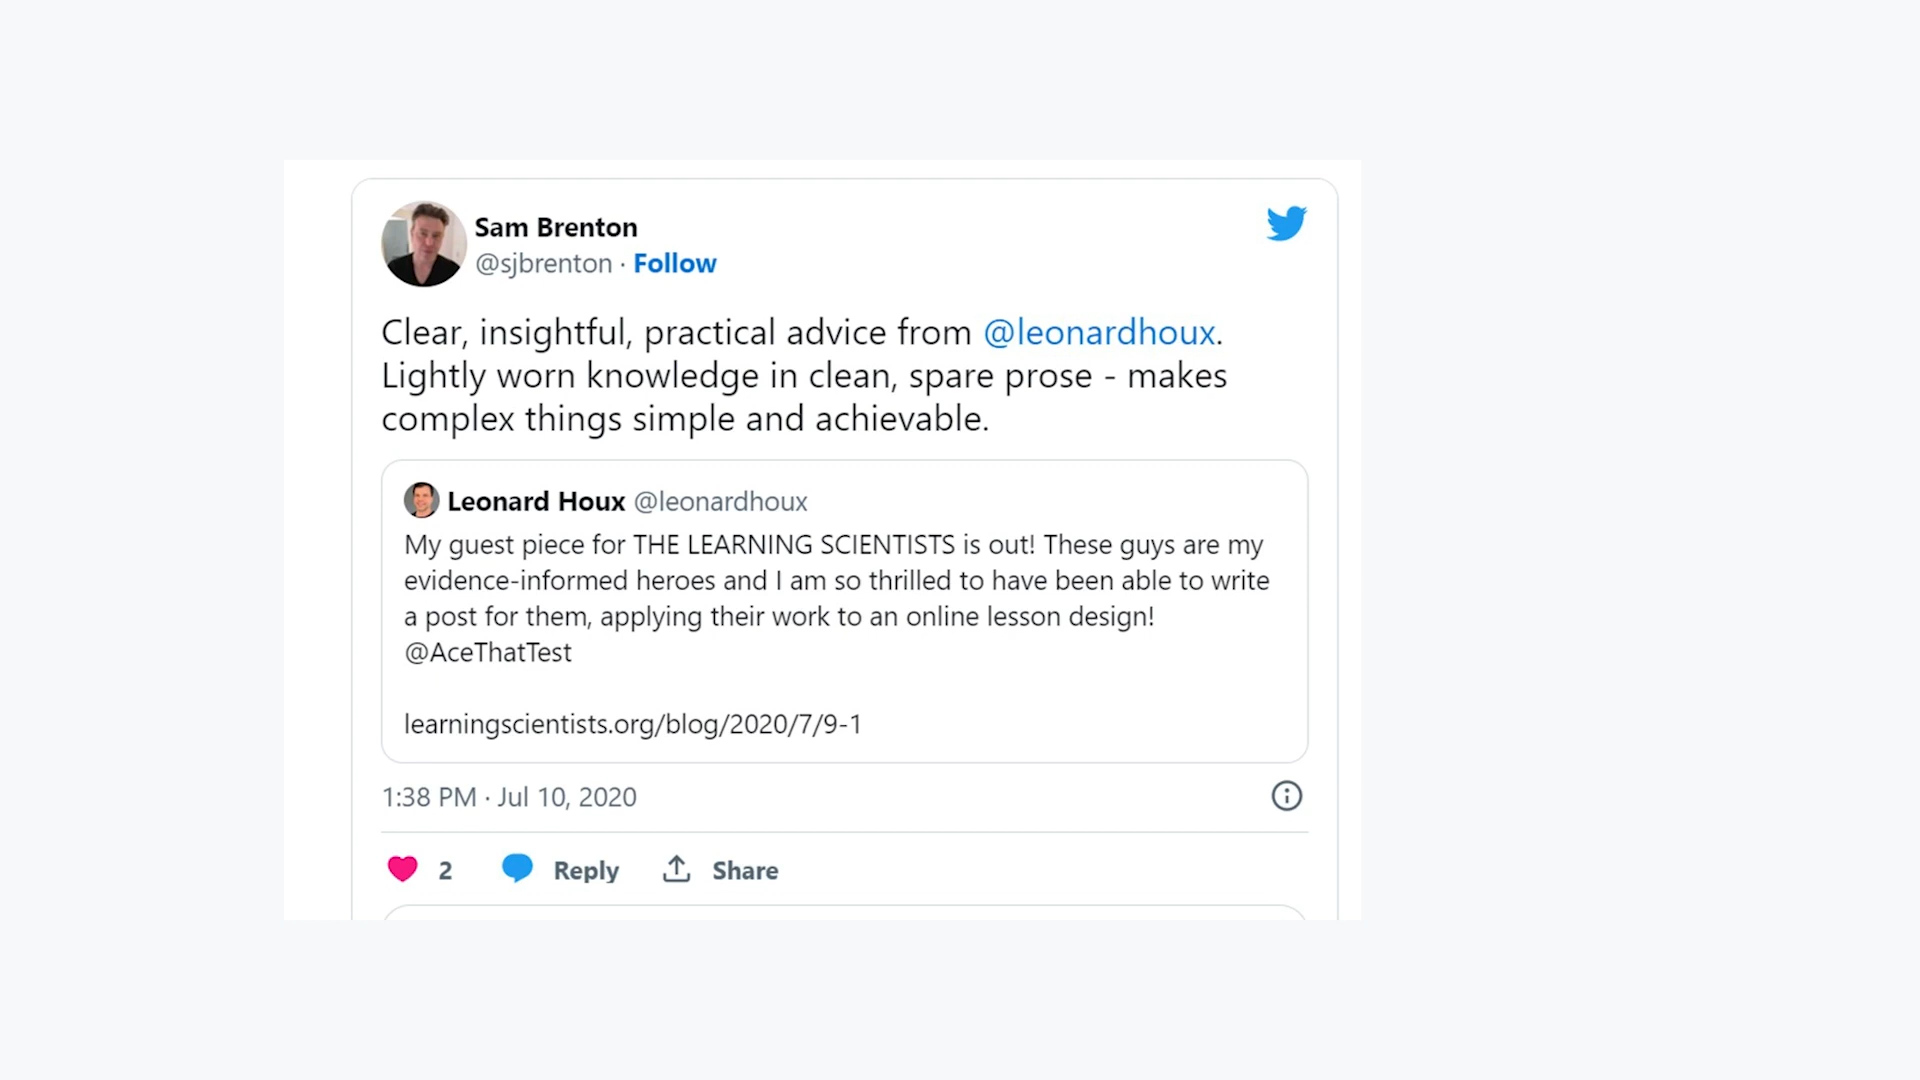 Sam Brenton
@sjbrenton · Follow
Clear, insightful, practical advice from @leonardhoux.
Lightly worn knowledge in clean, spare prose - makes
complex things simple and achievable.
Leonard Houx @leonardhoux
My guest piece for THE LEARNING SCIENTISTS is out! These guys are my
evidence-informed heroes and I am so thrilled to have been able to write
a post for them, applying their work to an online lesson design!
@AceThatTest
learningscientists.org/blog/2020/7/9-1
1:38 PM · Jul 10, 2020
2 Reply Share